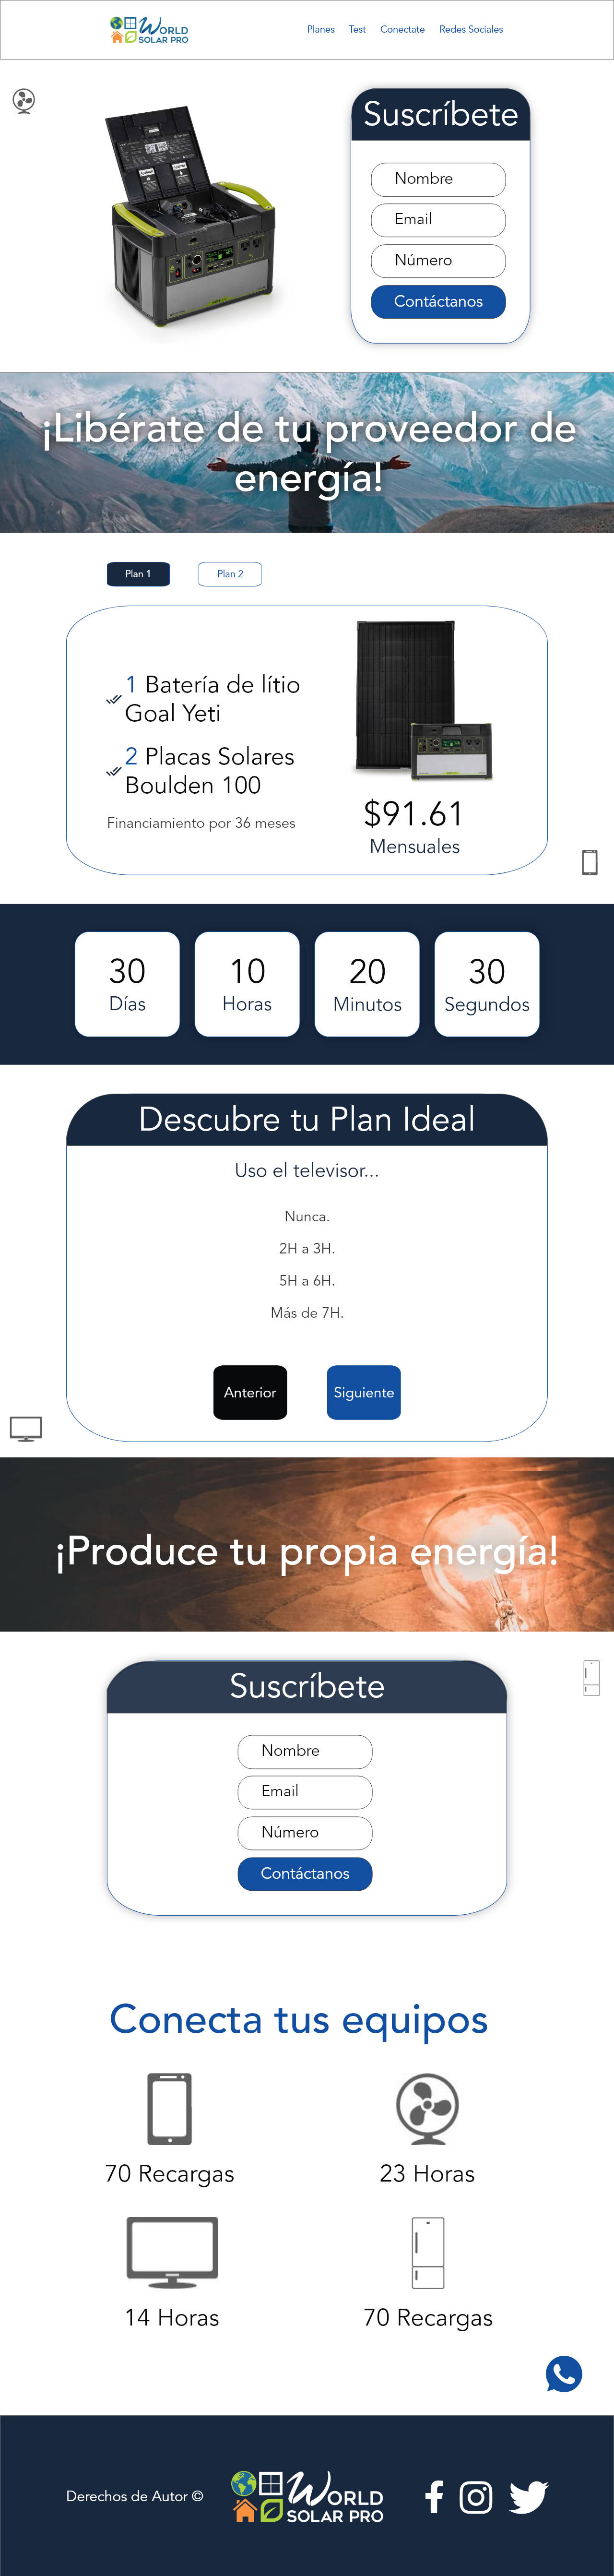 WORLD
SOLAR PRO
Planes Test Conectate Redes Sociales
Suscríbete
Nombre
Email
Número
Contáctanos
¡Libérate de tu proveedor de
energía!
Plan 1 Plan 2
1 Batería de lítio
Goal Yeti
2 Placas Solares
Boulden 100
Financiamiento por 36 meses
$91.61
Mensuales
30 10 20 30
Días Horas Minutos Segundos
Descubre tu Plan Ideal
Uso el televisor...
Nunca.
2H a 3H.
5H a 6H.
Más de 7H.
Anterior Siguiente
¡Produce tu propia energía!
Suscríbete
Nombre
Email
Número
Contáctanos
Conecta tus equipos
70 Recargas 23 Horas
14 Horas 70 Recargas
Derechos de Autor ©
WORLD
SOLAR PRO